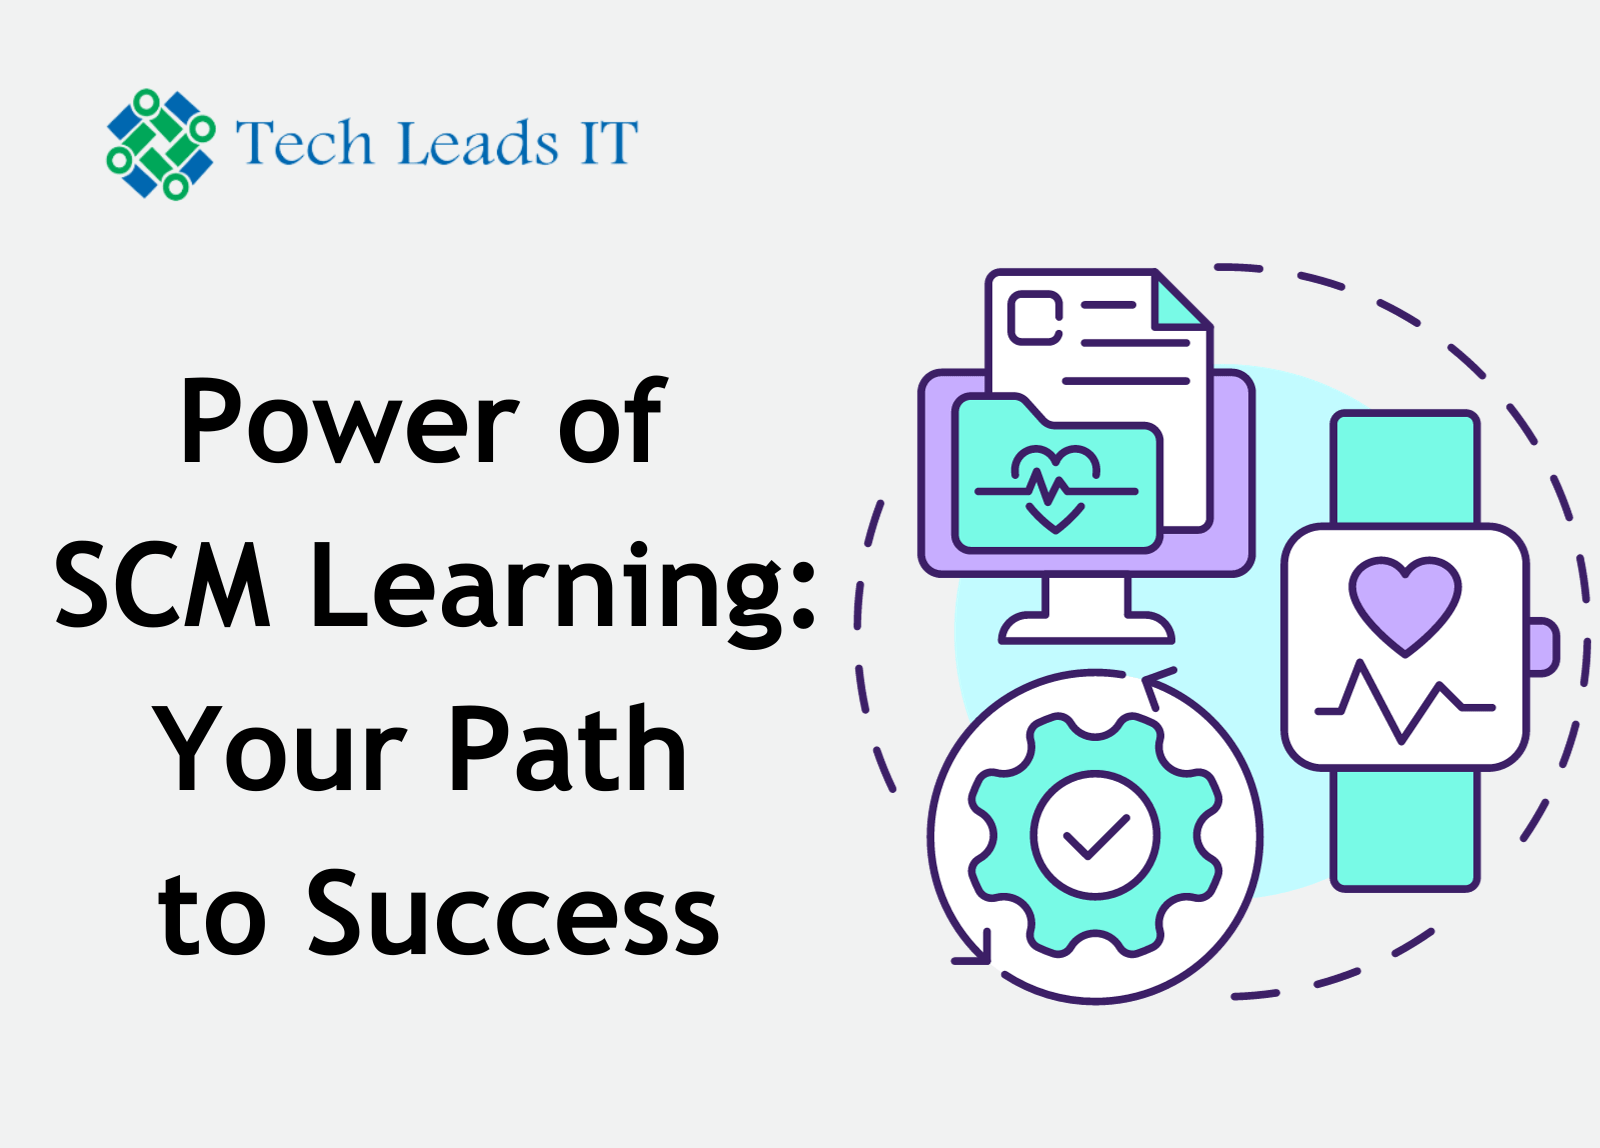 Tech Leads IT
Power of
SCM Learning:
Your Path
to Success